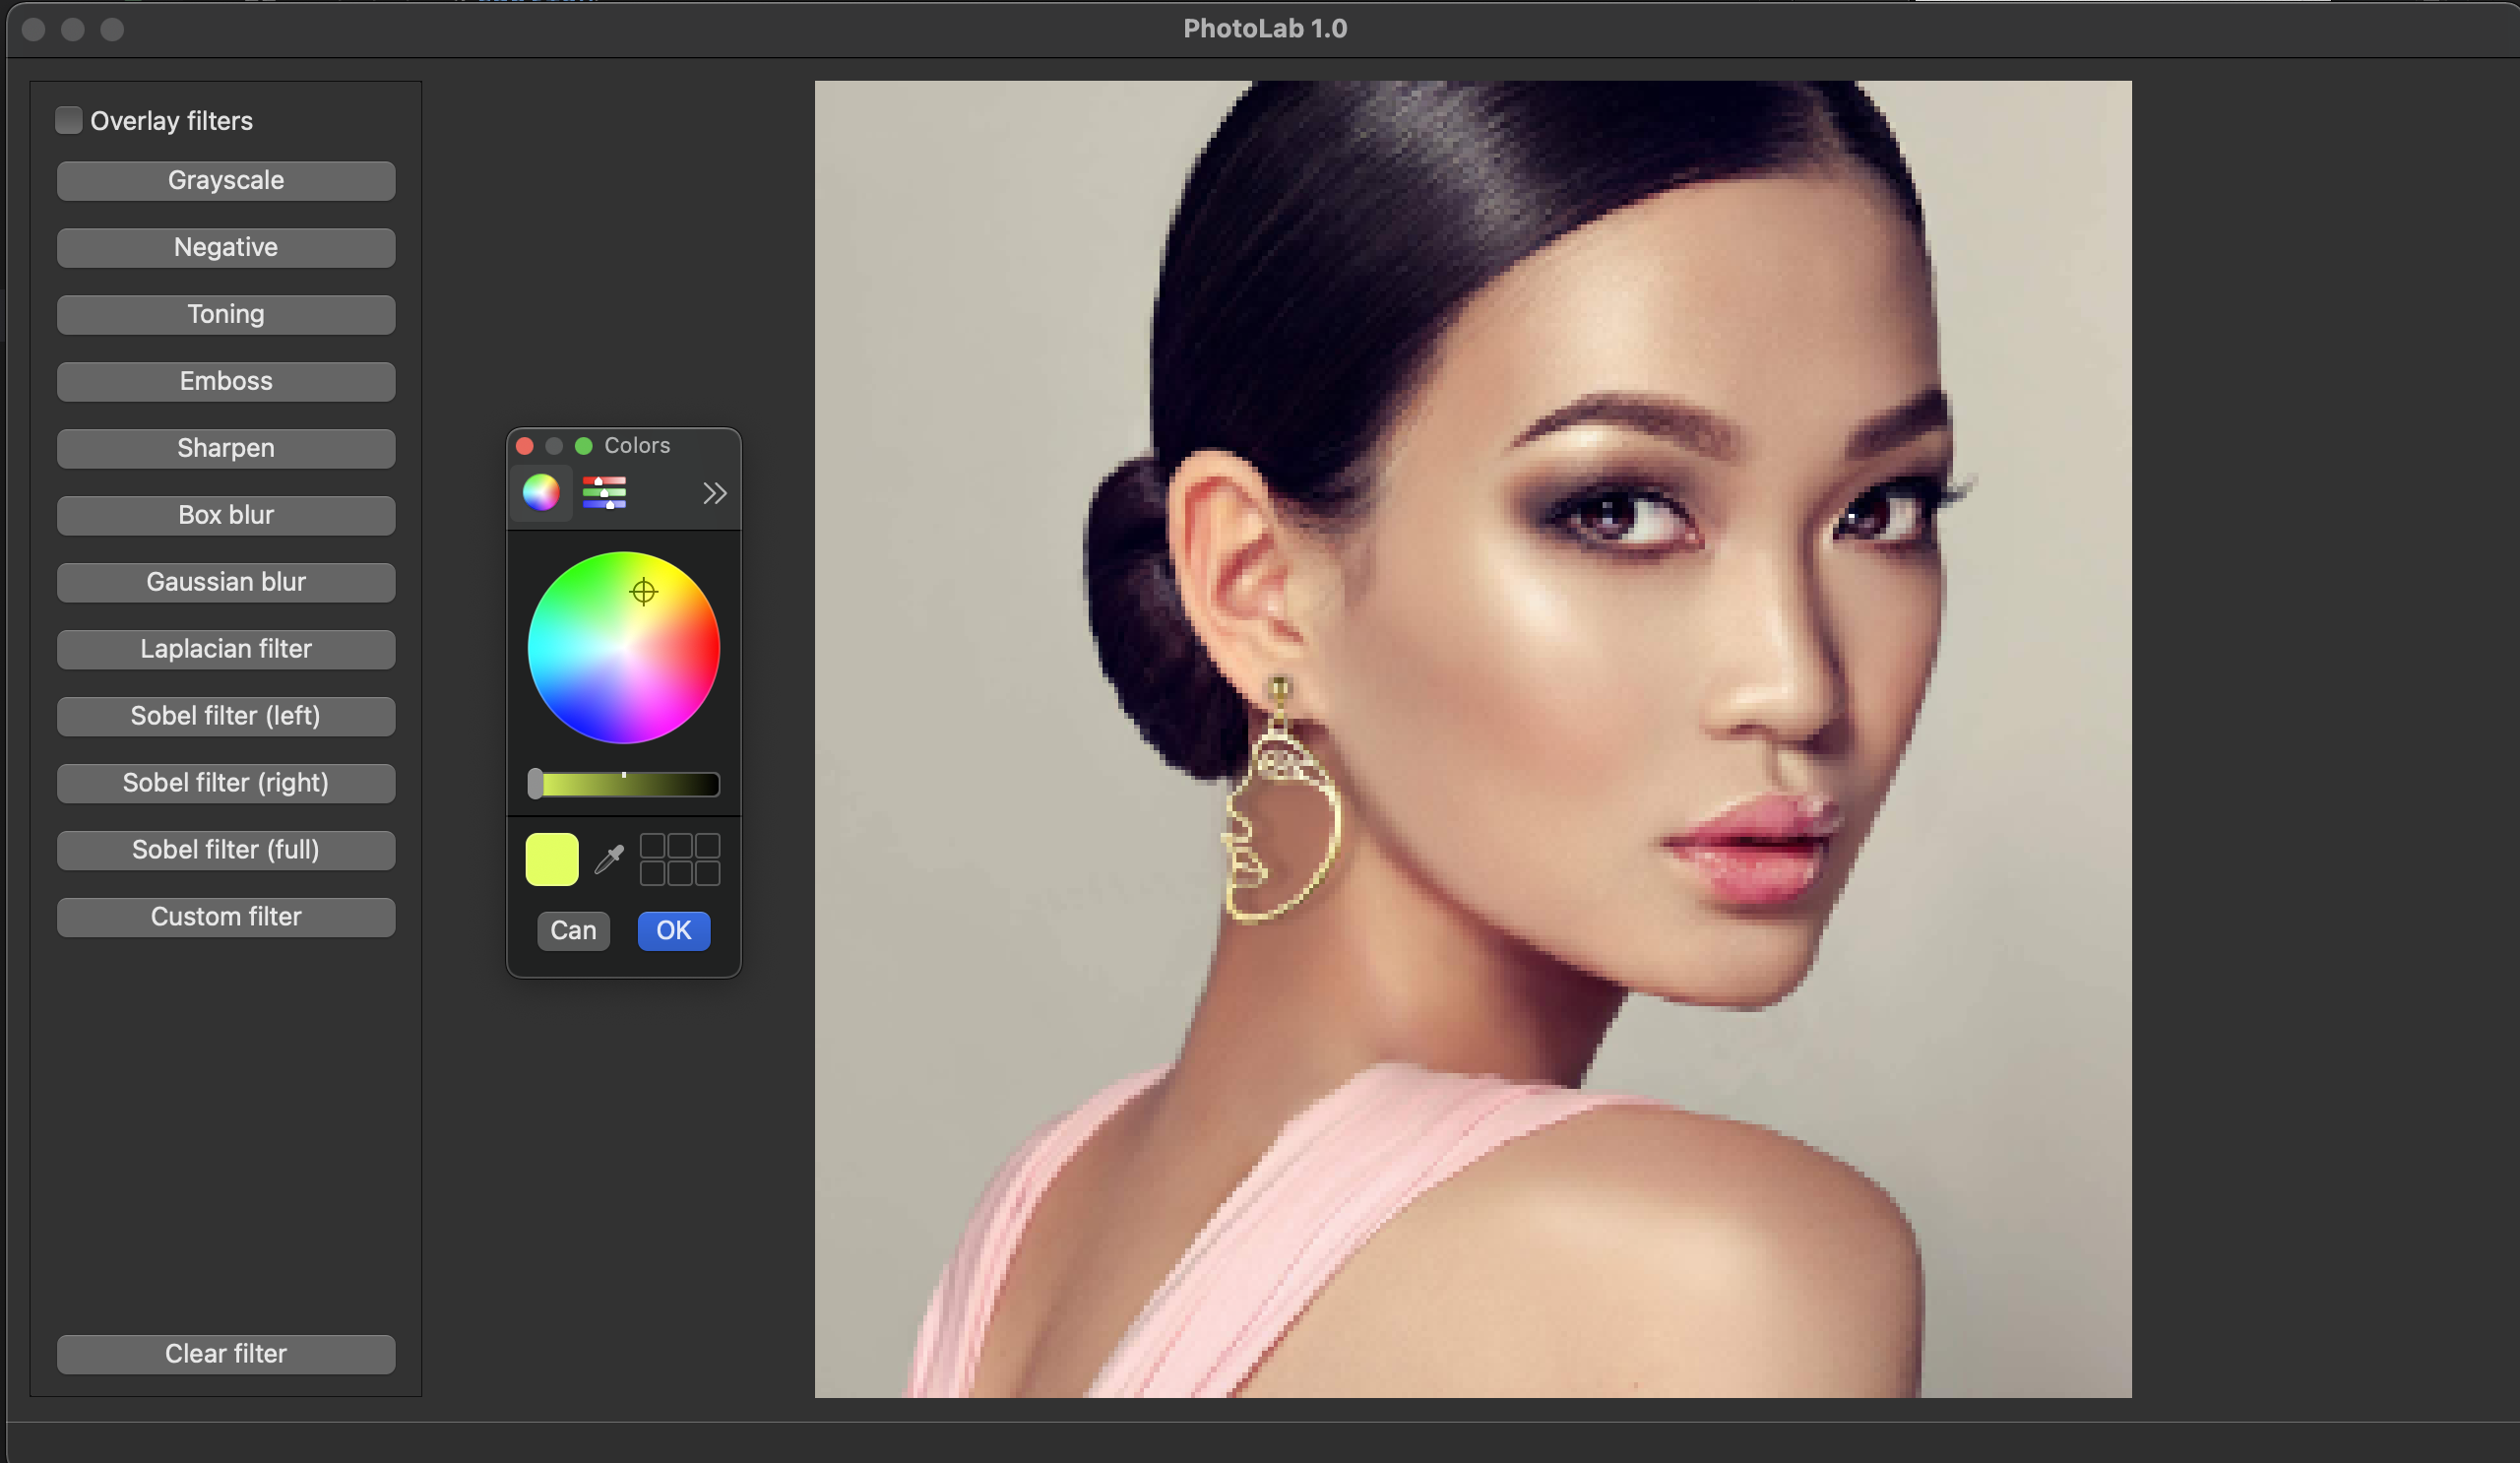 PhotoLab 1.0
Overlay filters
Grayscale
Negative
Toning
Emboss
Sharpen
Box blur
Gaussian blur
Laplacian filter
Sobel filter (left)
Sobel filter (right)
Sobel filter (full)
Custom filter
Clear filter
Colors
Can
OK